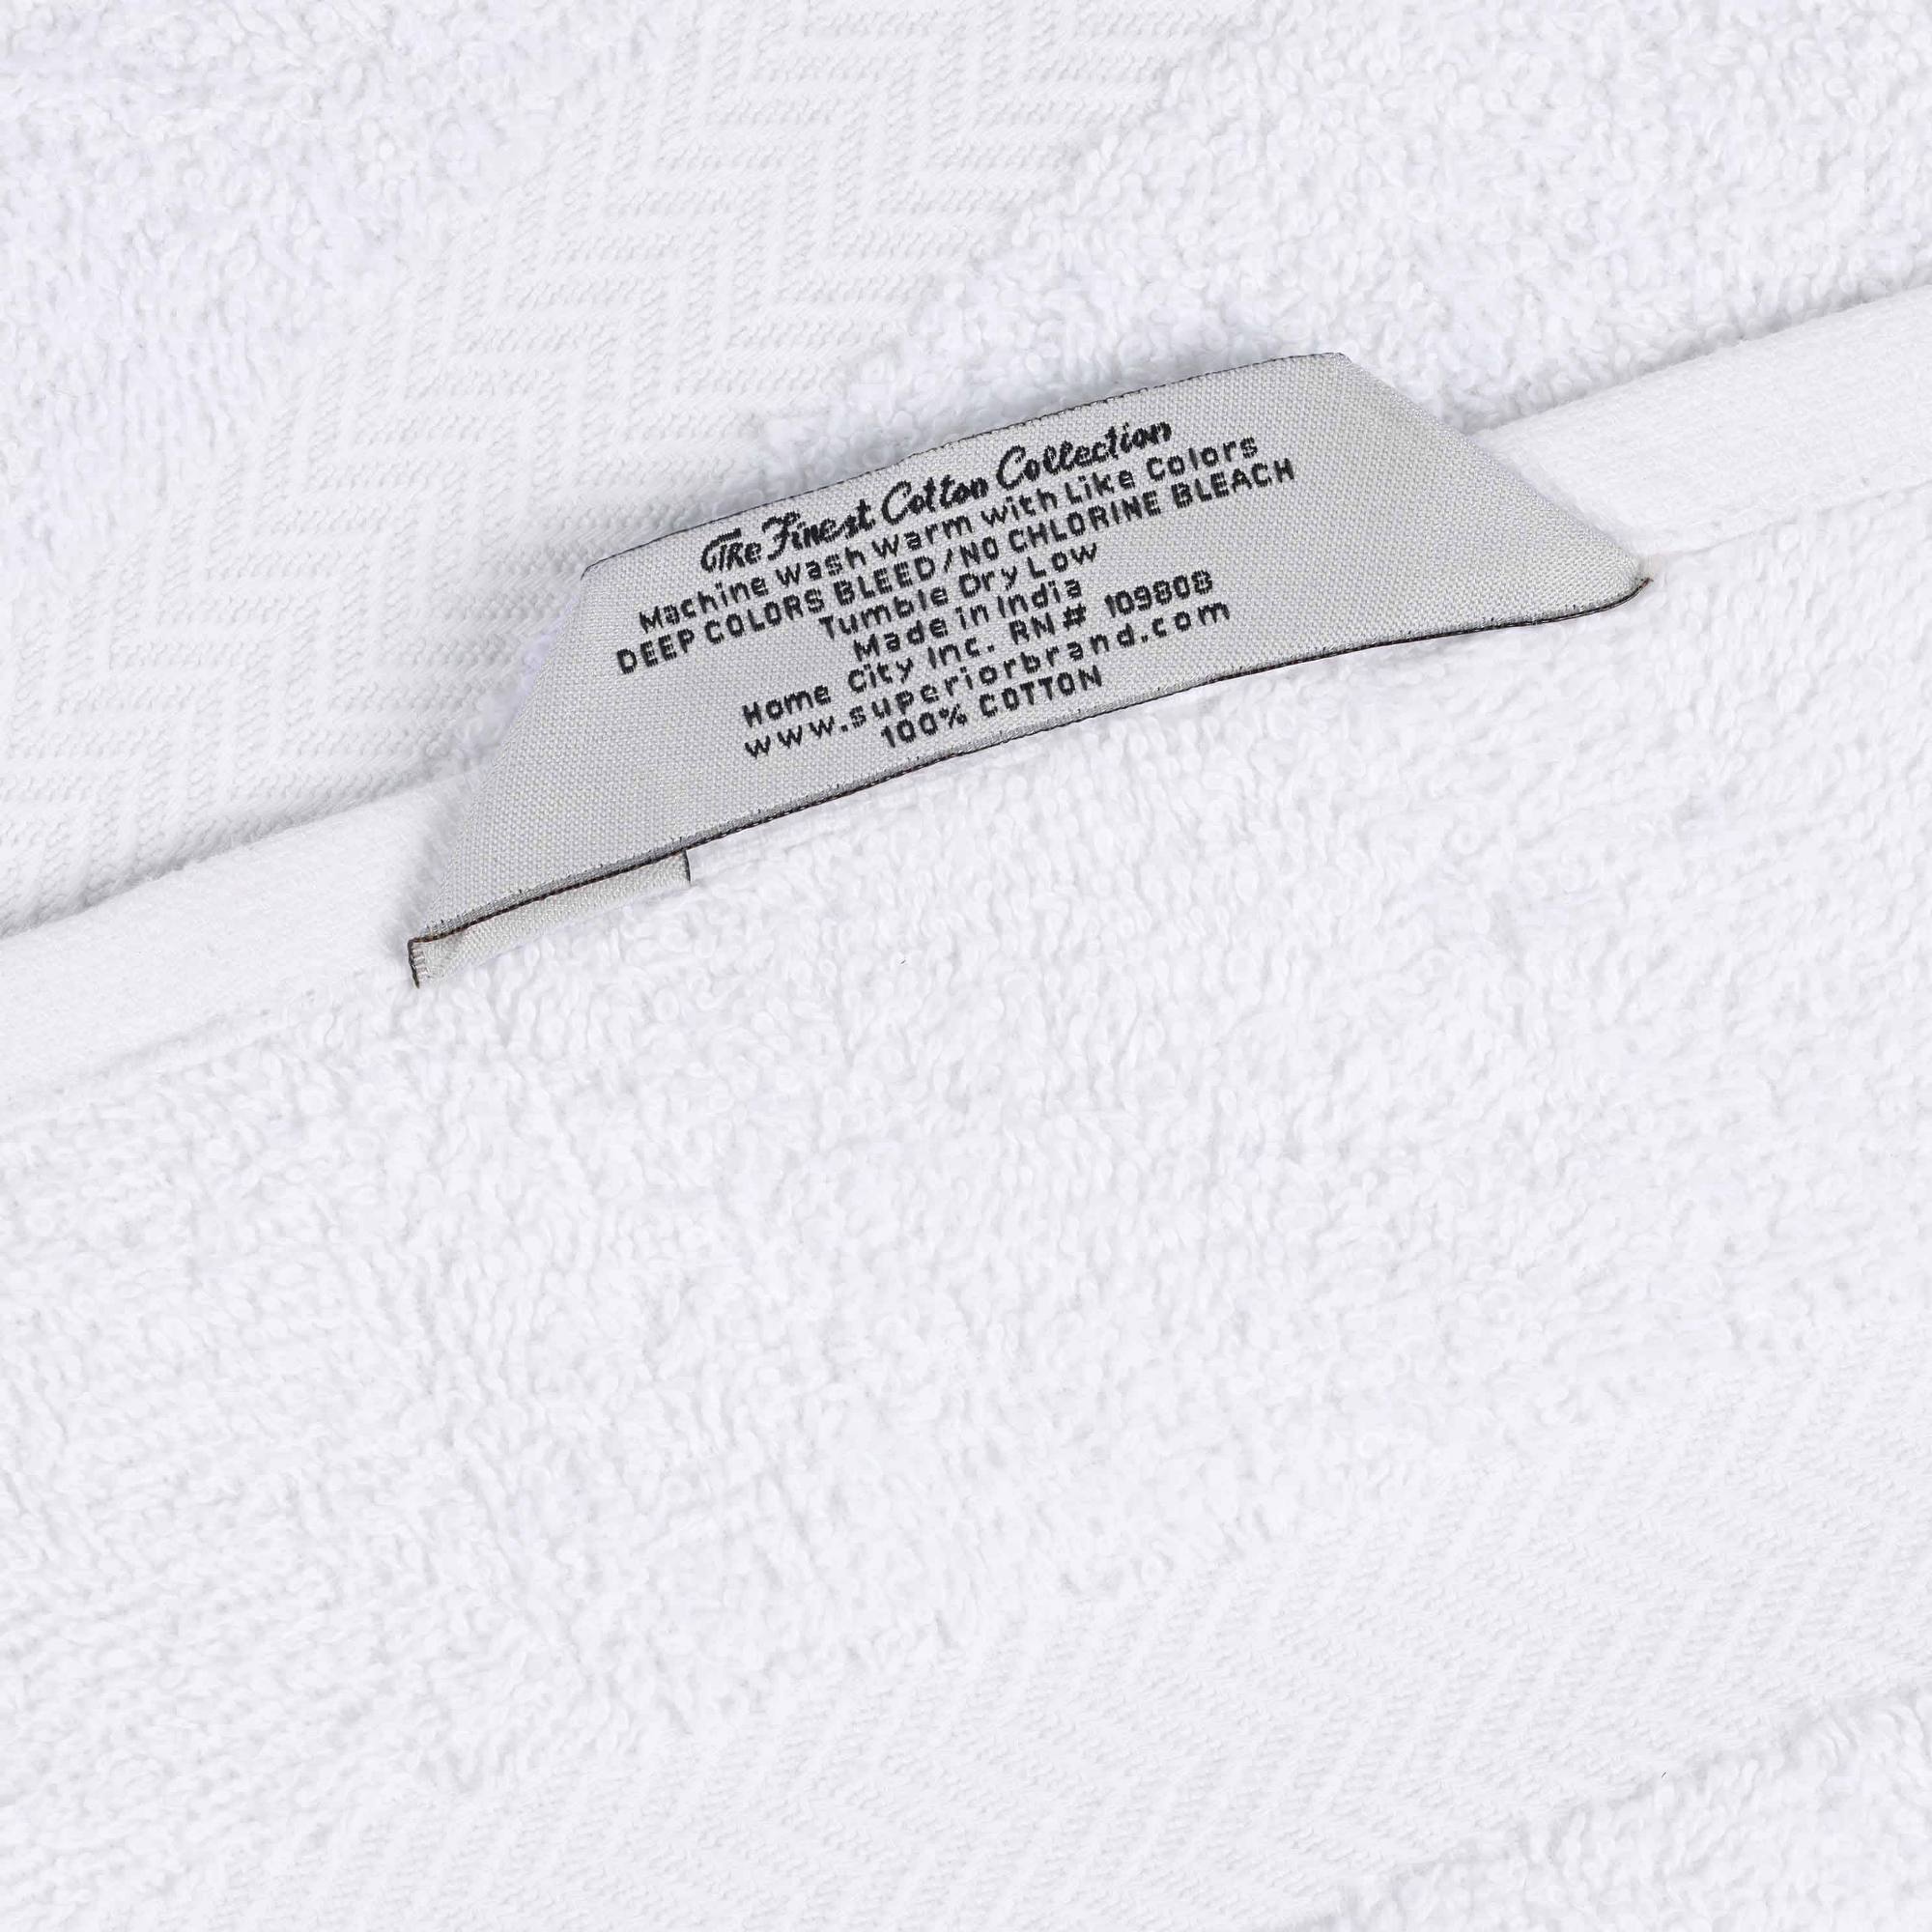 The Finest Cotton Collection
Machine Wash Warm with Like Colors
DEEP COLORS BLEED/NO CHLORINE BLEACH
Tumble Dry Low
Made in India
Home City Inc. RN# 109808
www.superiorbrand.com
100% COTTON